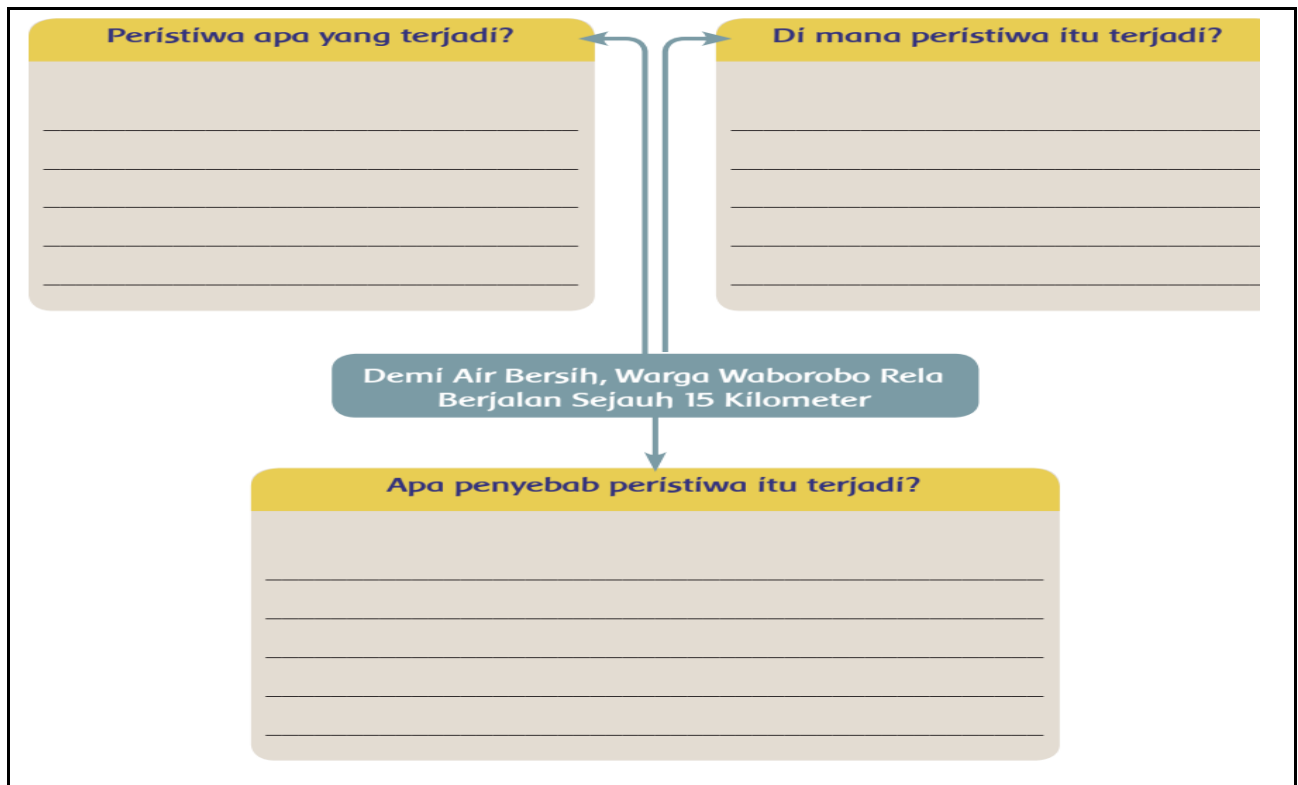 Peristiwa apa yang terjadi?
Di mana peristiwa itu terjadi?
Demi Air Bersih, Warga Waborobo Rela
Berjalan Sejauh 15 Kilometer
Apa penyebab peristiwa itu terjadi?